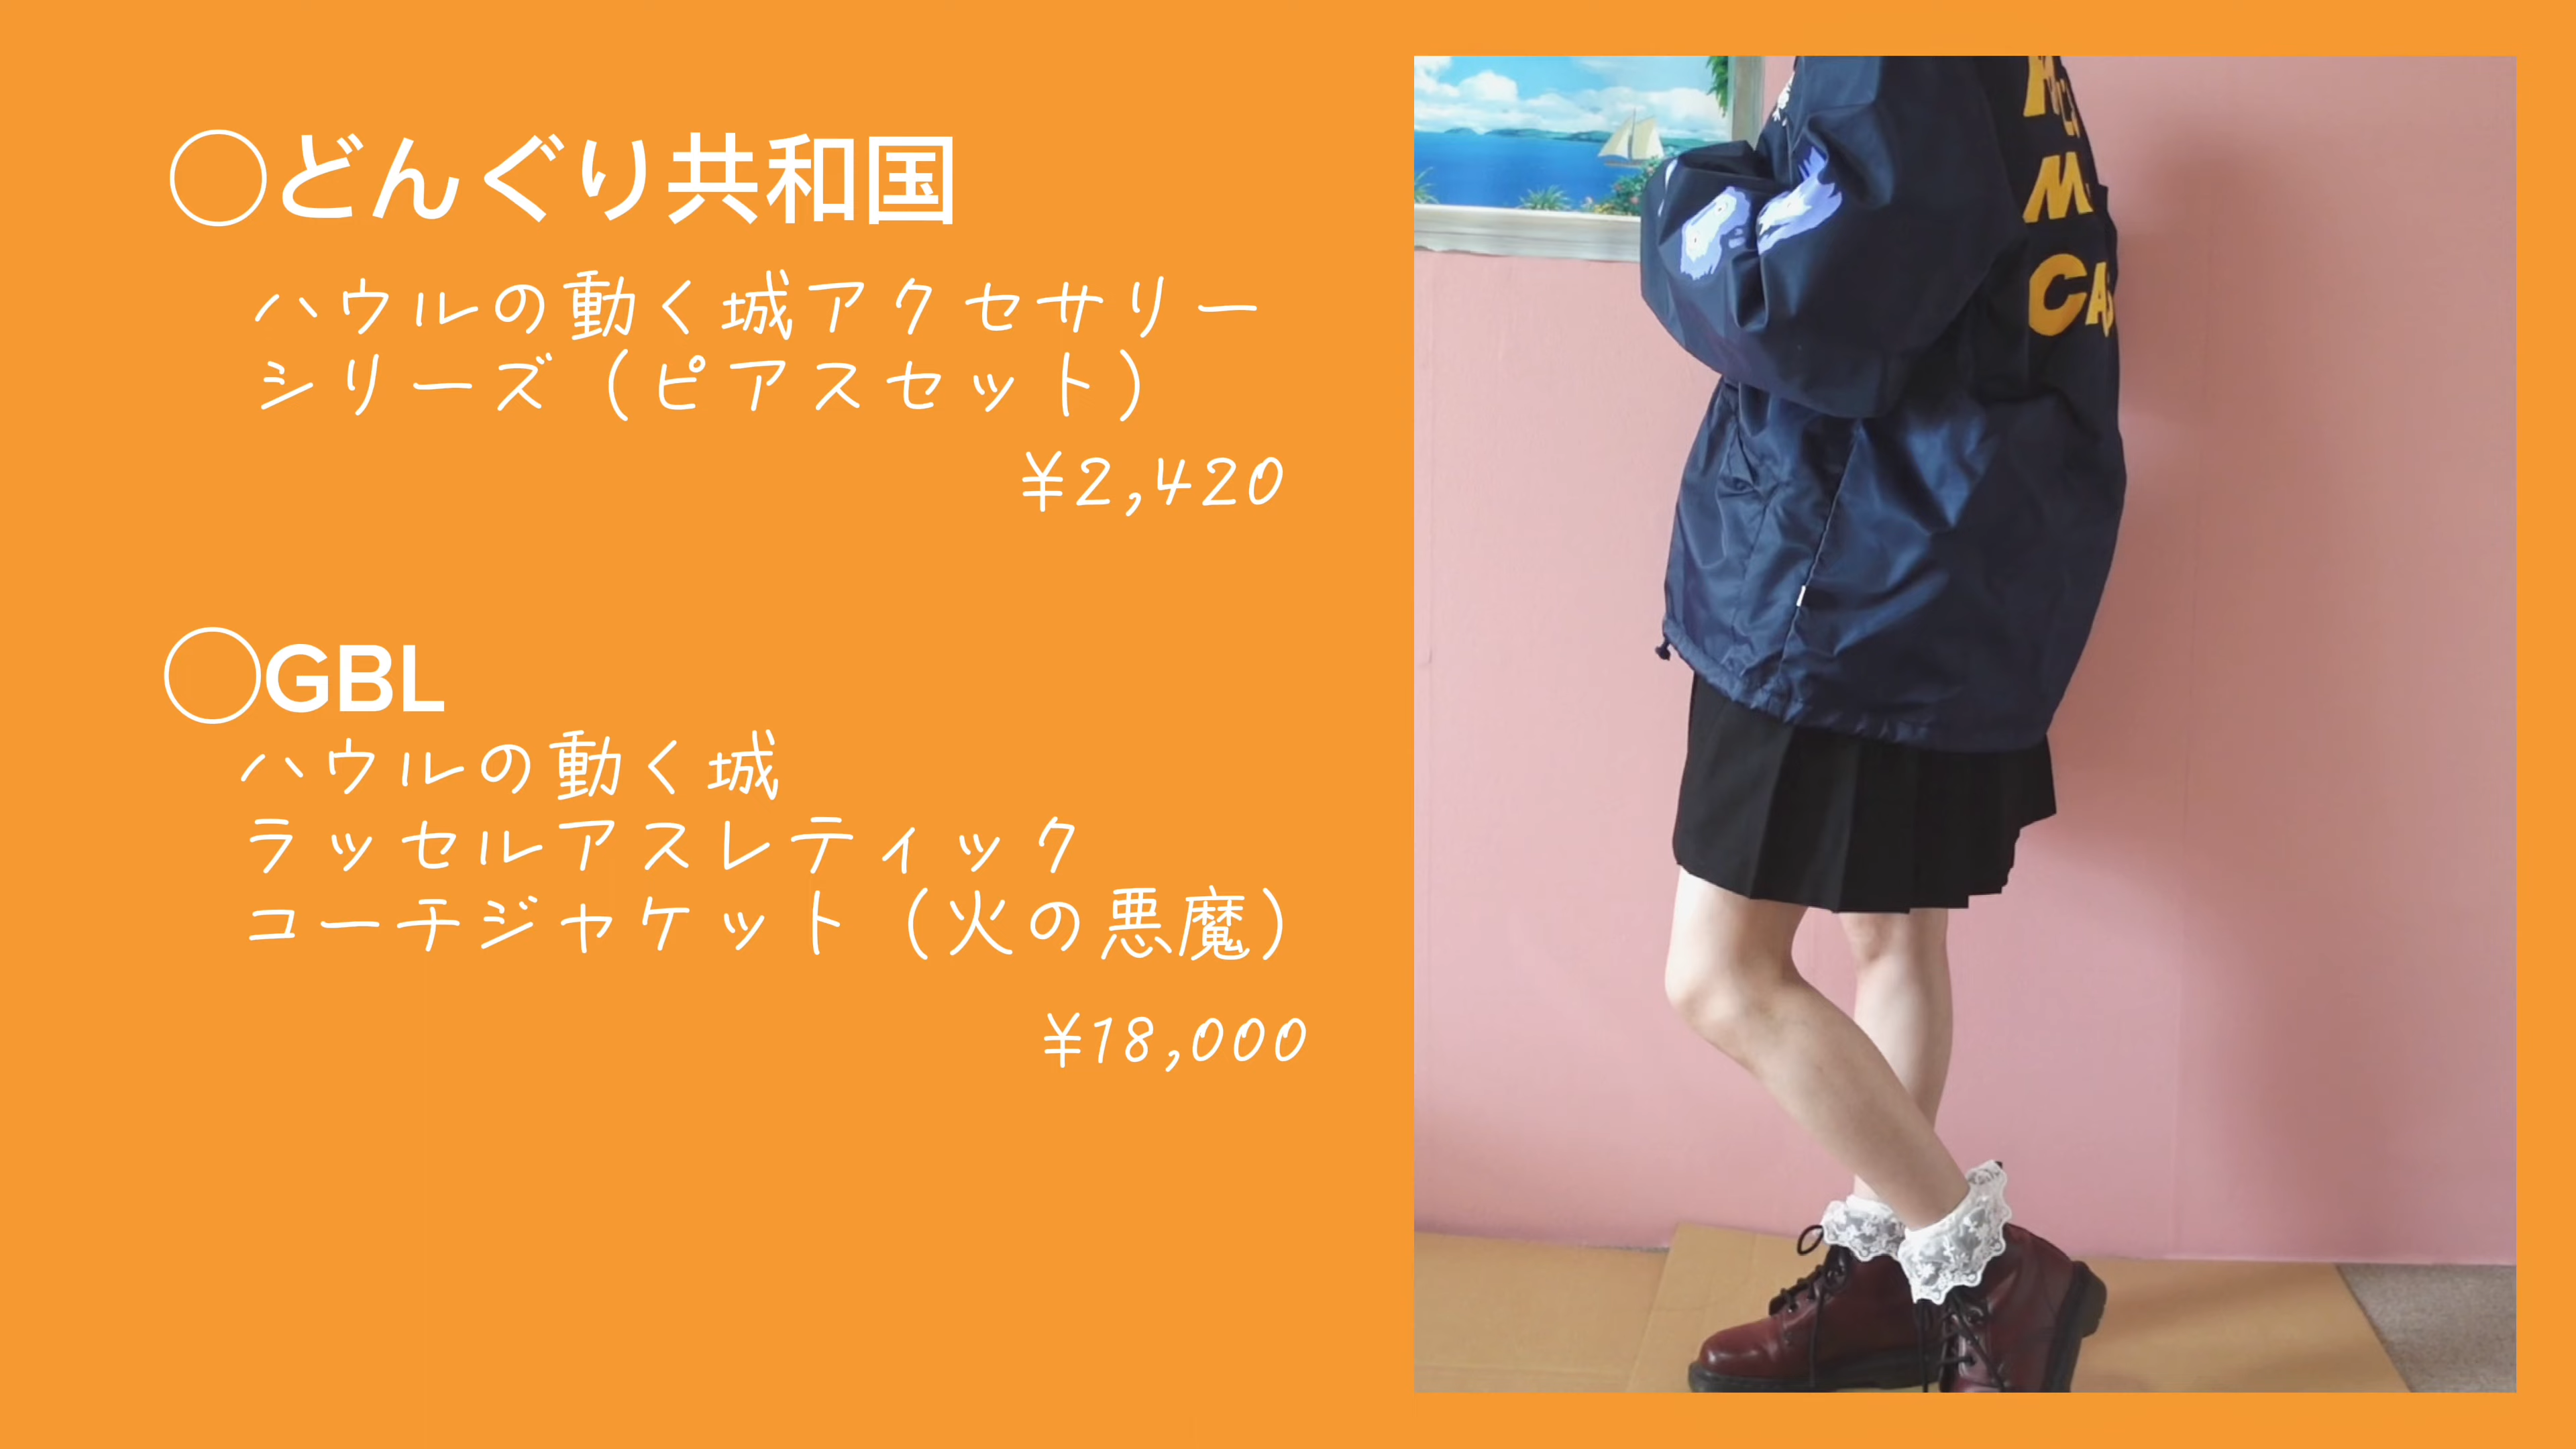 ◯どんぐり共和国
ハウルの動く城アクセサリー
シリーズ（ピアスセット）
¥2,420
◯GBL
ハウルの動く城
ラッセルアスレティック
コーチジャケット（火の悪魔）
¥18,000